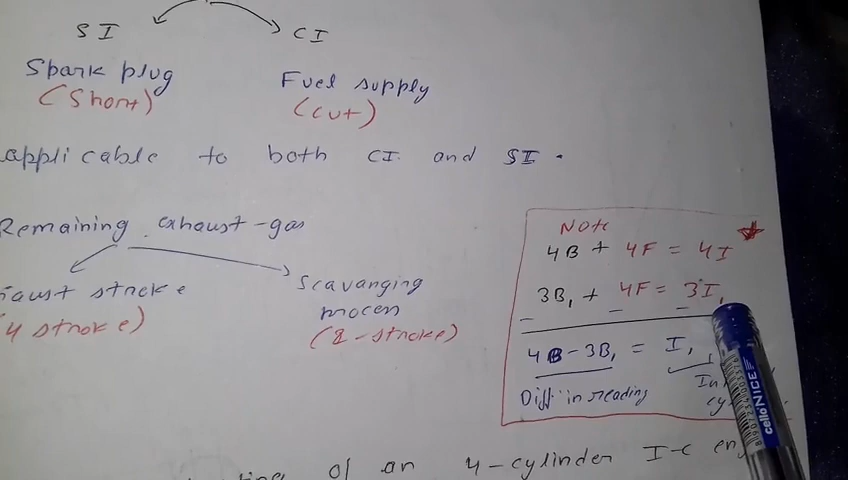 SI CI
Spark plug Fuel supply
(Short) (cut)
applicable to both CI and SI.
Remaining exhaust-gas
Scavanging
stroke process
(4 stroke) (2-stroke)
Note
4B + 4F = 4I
3B1 + 4F = 3I1
4B - 3B1 = I1
Diff. in reading
of an 4-cylinder I-C
cello NICE